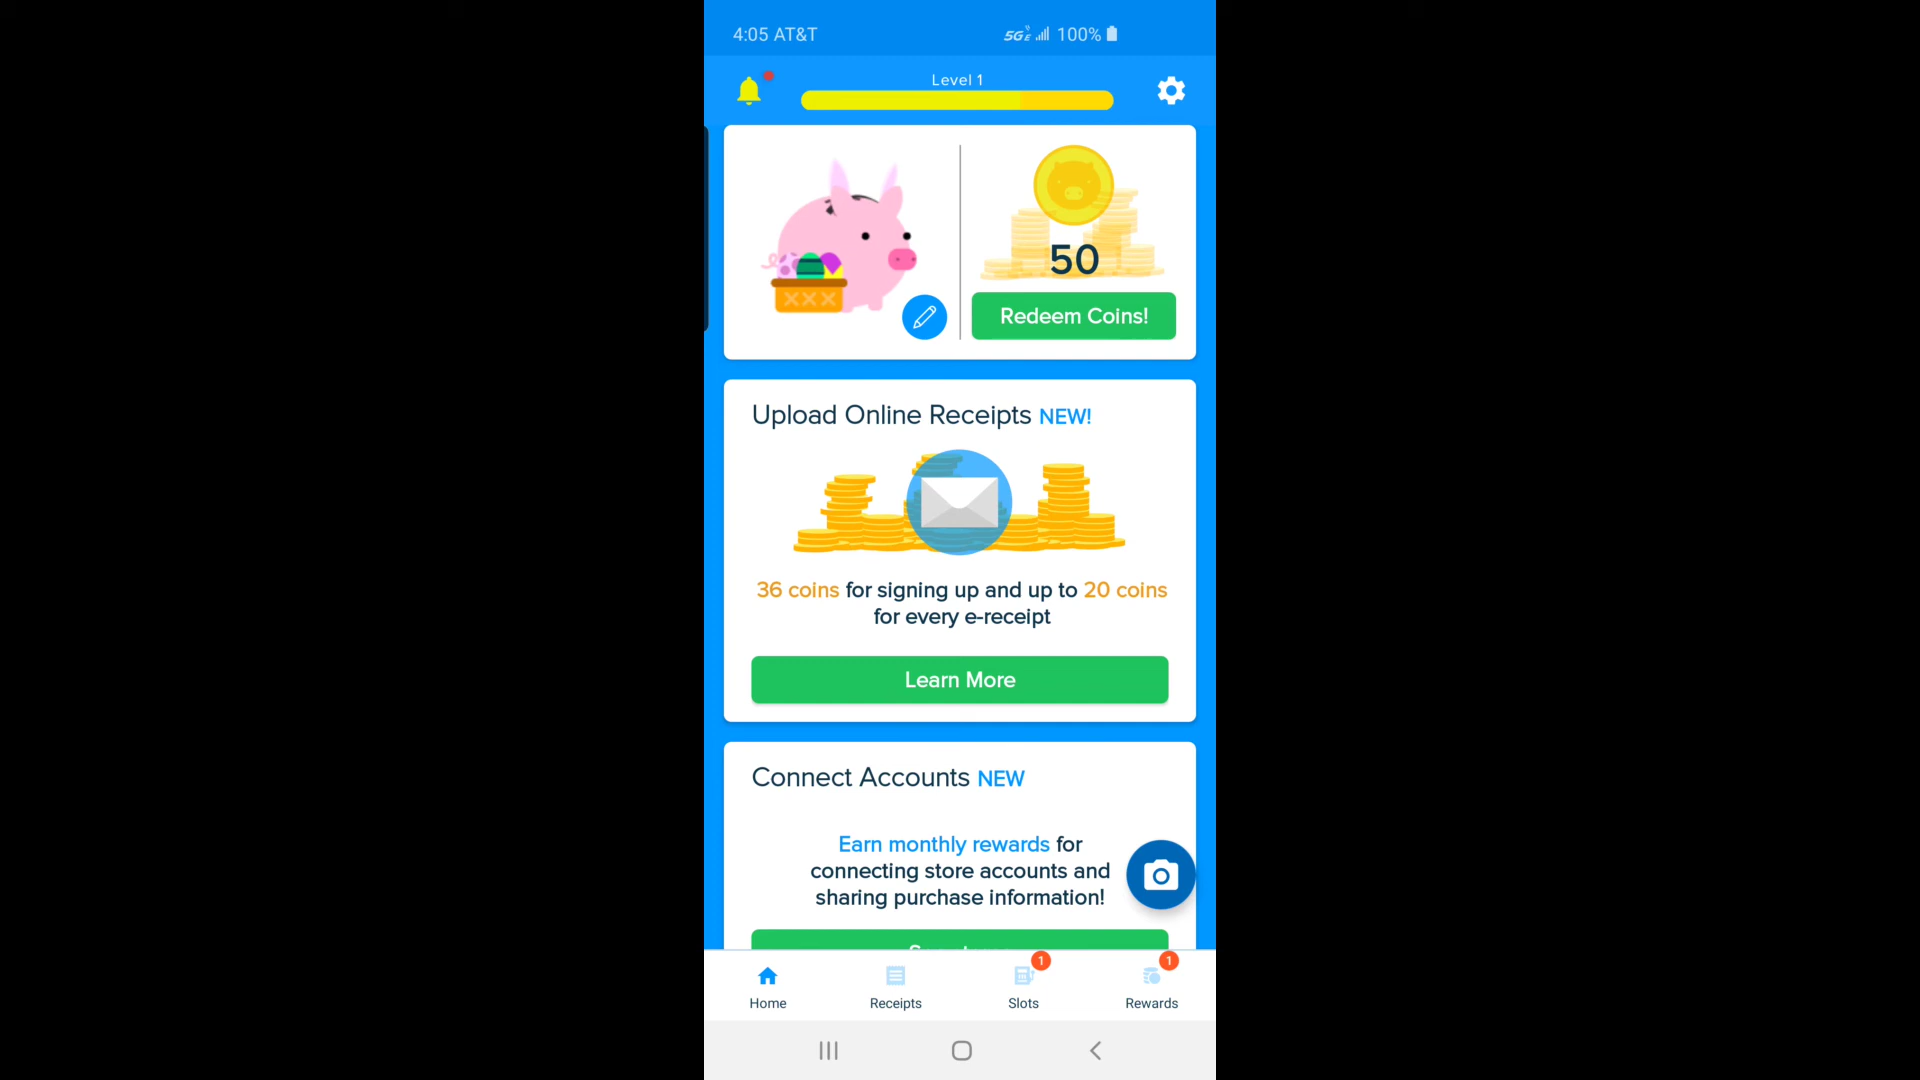 4:05 AT&T 5GE 100%
Level 1
50
Redeem Coins!
Upload Online Receipts NEW!
36 coins for signing up and up to 20 coins
for every e-receipt
Learn More
Connect Accounts NEW
Earn monthly rewards for
connecting store accounts and
sharing purchase information!
1 1
Home Receipts Slots Rewards